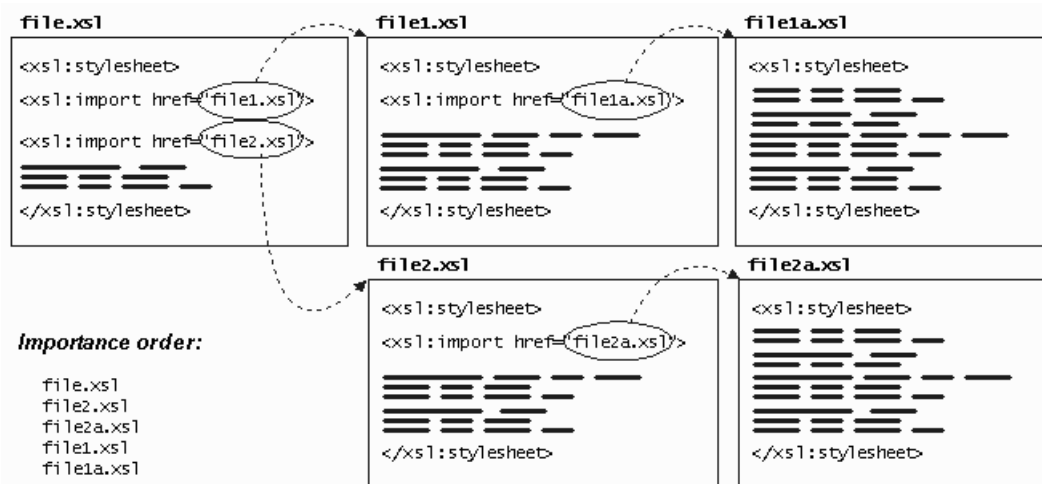 file.xsl
<xsl:stylesheet>
<xsl:import href="file1.xsl">
<xsl:import href="file2.xsl">
</xsl:stylesheet>
file1.xsl
<xsl:stylesheet>
<xsl:import href="file1a.xsl">
</xsl:stylesheet>
file1a.xsl
<xsl:stylesheet>
</xsl:stylesheet>
file2.xsl
<xsl:stylesheet>
<xsl:import href="file2a.xsl">
</xsl:stylesheet>
file2a.xsl
<xsl:stylesheet>
</xsl:stylesheet>
Importance order:
file.xsl
file2.xsl
file2a.xsl
file1.xsl
file1a.xsl